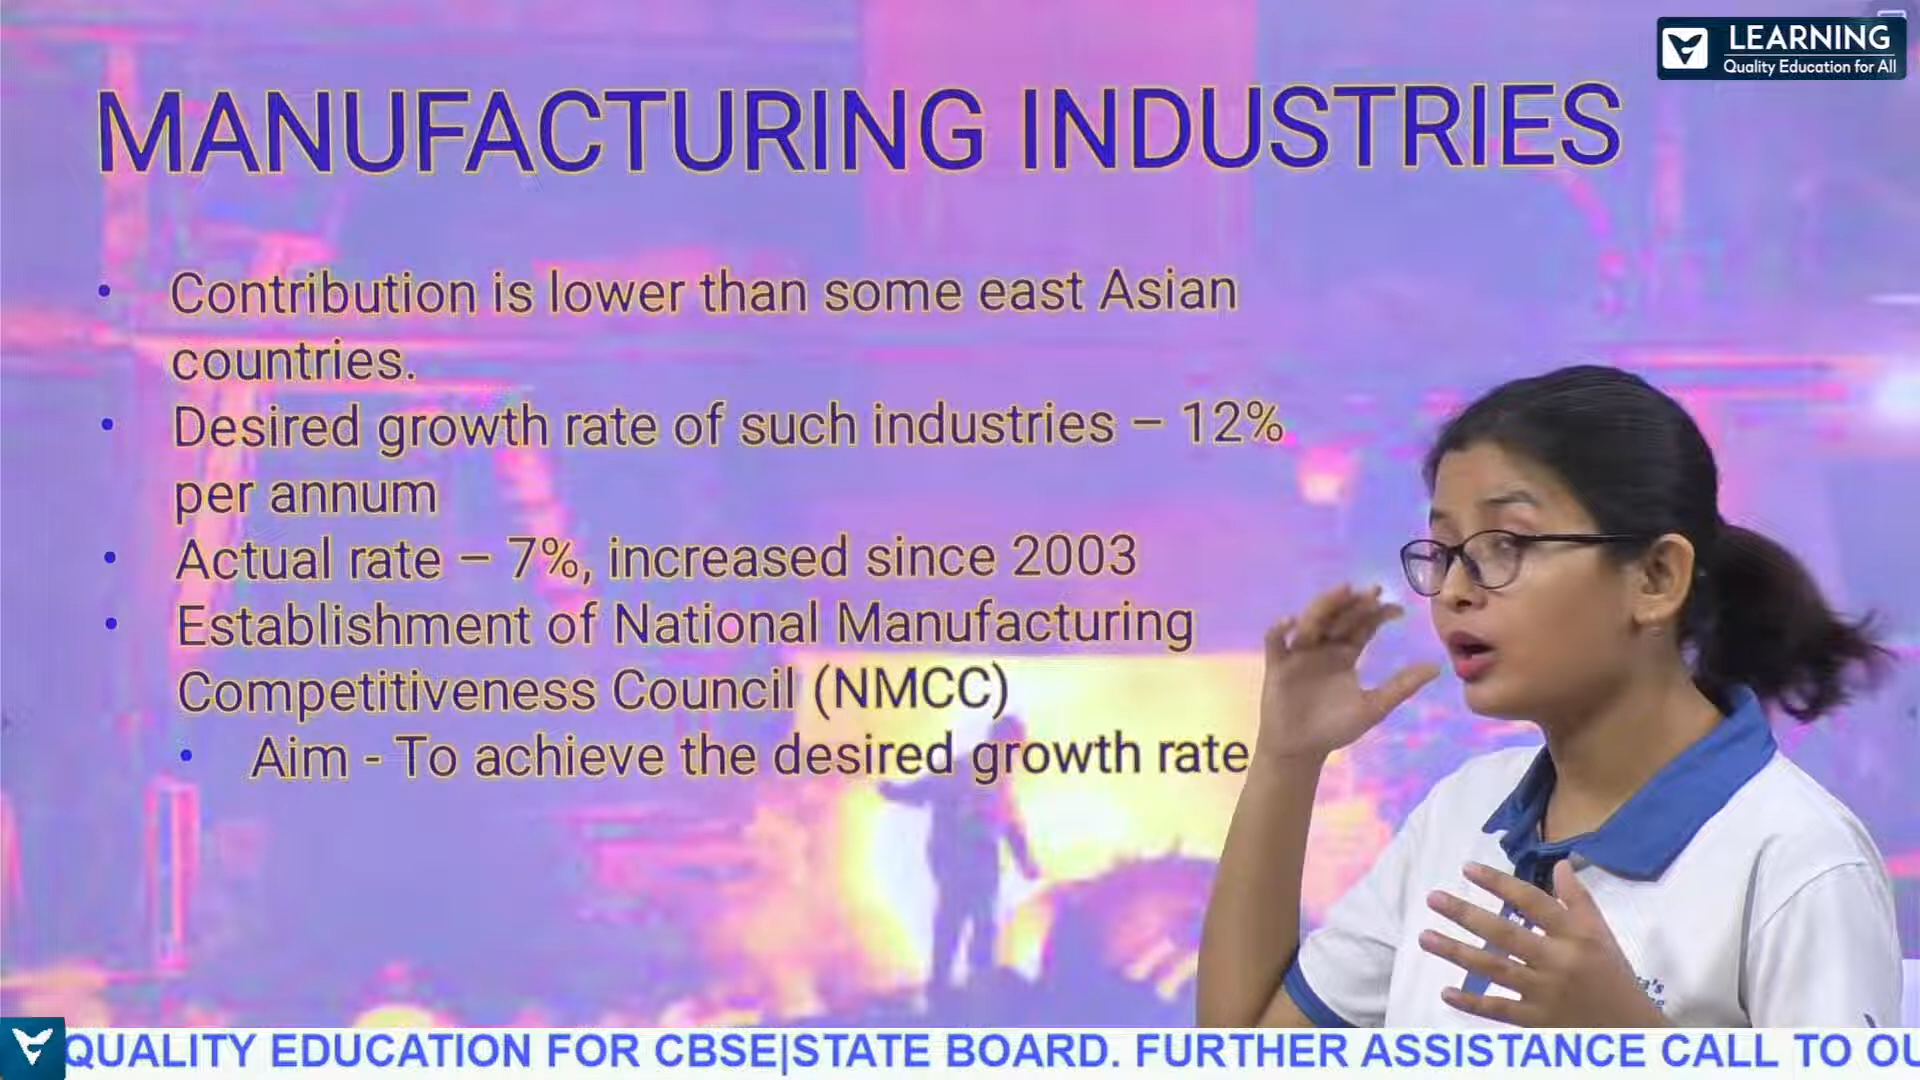 LEARNING
Quality Education for All
MANUFACTURING INDUSTRIES
• Contribution is lower than some east Asian
countries.
• Desired growth rate of such industries – 12%
per annum
• Actual rate – 7%, increased since 2003
• Establishment of National Manufacturing
Competitiveness Council (NMCC)
• Aim - To achieve the desired growth rate
QUALITY EDUCATION FOR CBSE|STATE BOARD. FURTHER ASSISTANCE CALL TO OU